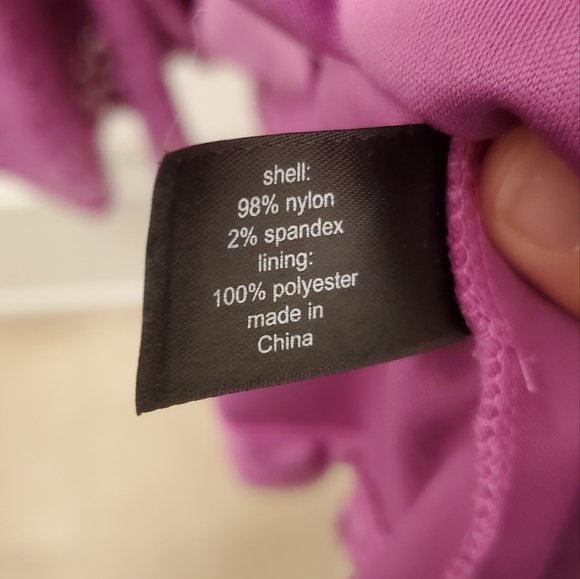 shell:
98% nylon
2% spandex
lining:
100% polyester
made in
China